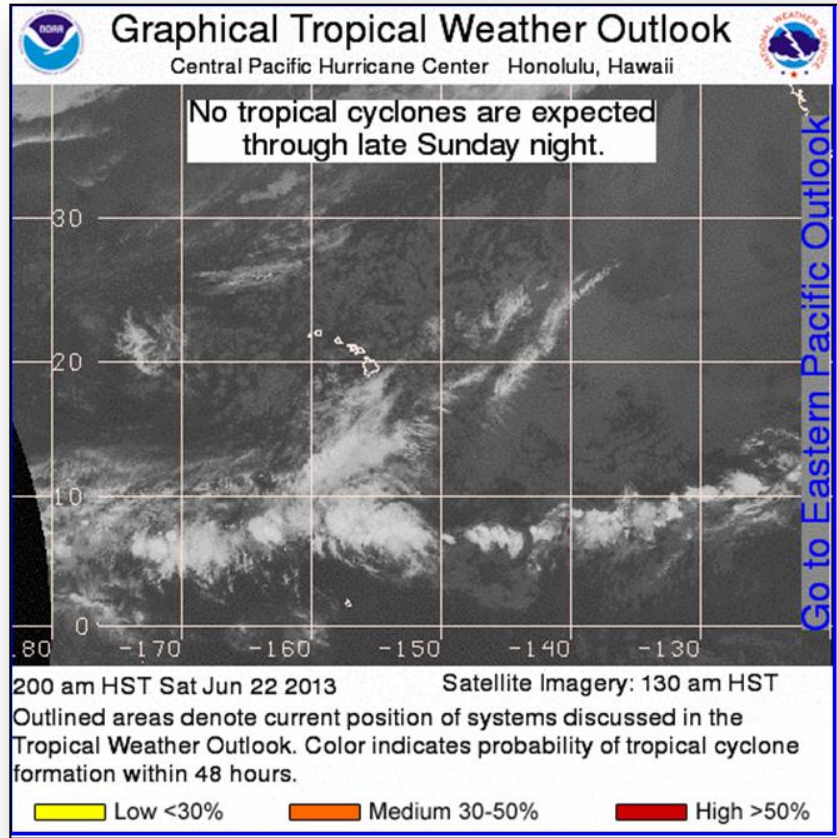 NOAA
Graphical Tropical Weather Outlook
NATIONAL WEATHER SERVICE
Central Pacific Hurricane Center Honolulu, Hawaii
No tropical cyclones are expected
through late Sunday night.
Go to Eastern Pacific Outlook
30
20
10
0
.80 -170 -160 -150 -140 -130
200 am HST Sat Jun 22 2013 Satellite Imagery: 130 am HST
Outlined areas denote current position of systems discussed in the
Tropical Weather Outlook. Color indicates probability of tropical cyclone
formation within 48 hours.
Low <30% Medium 30-50% High >50%